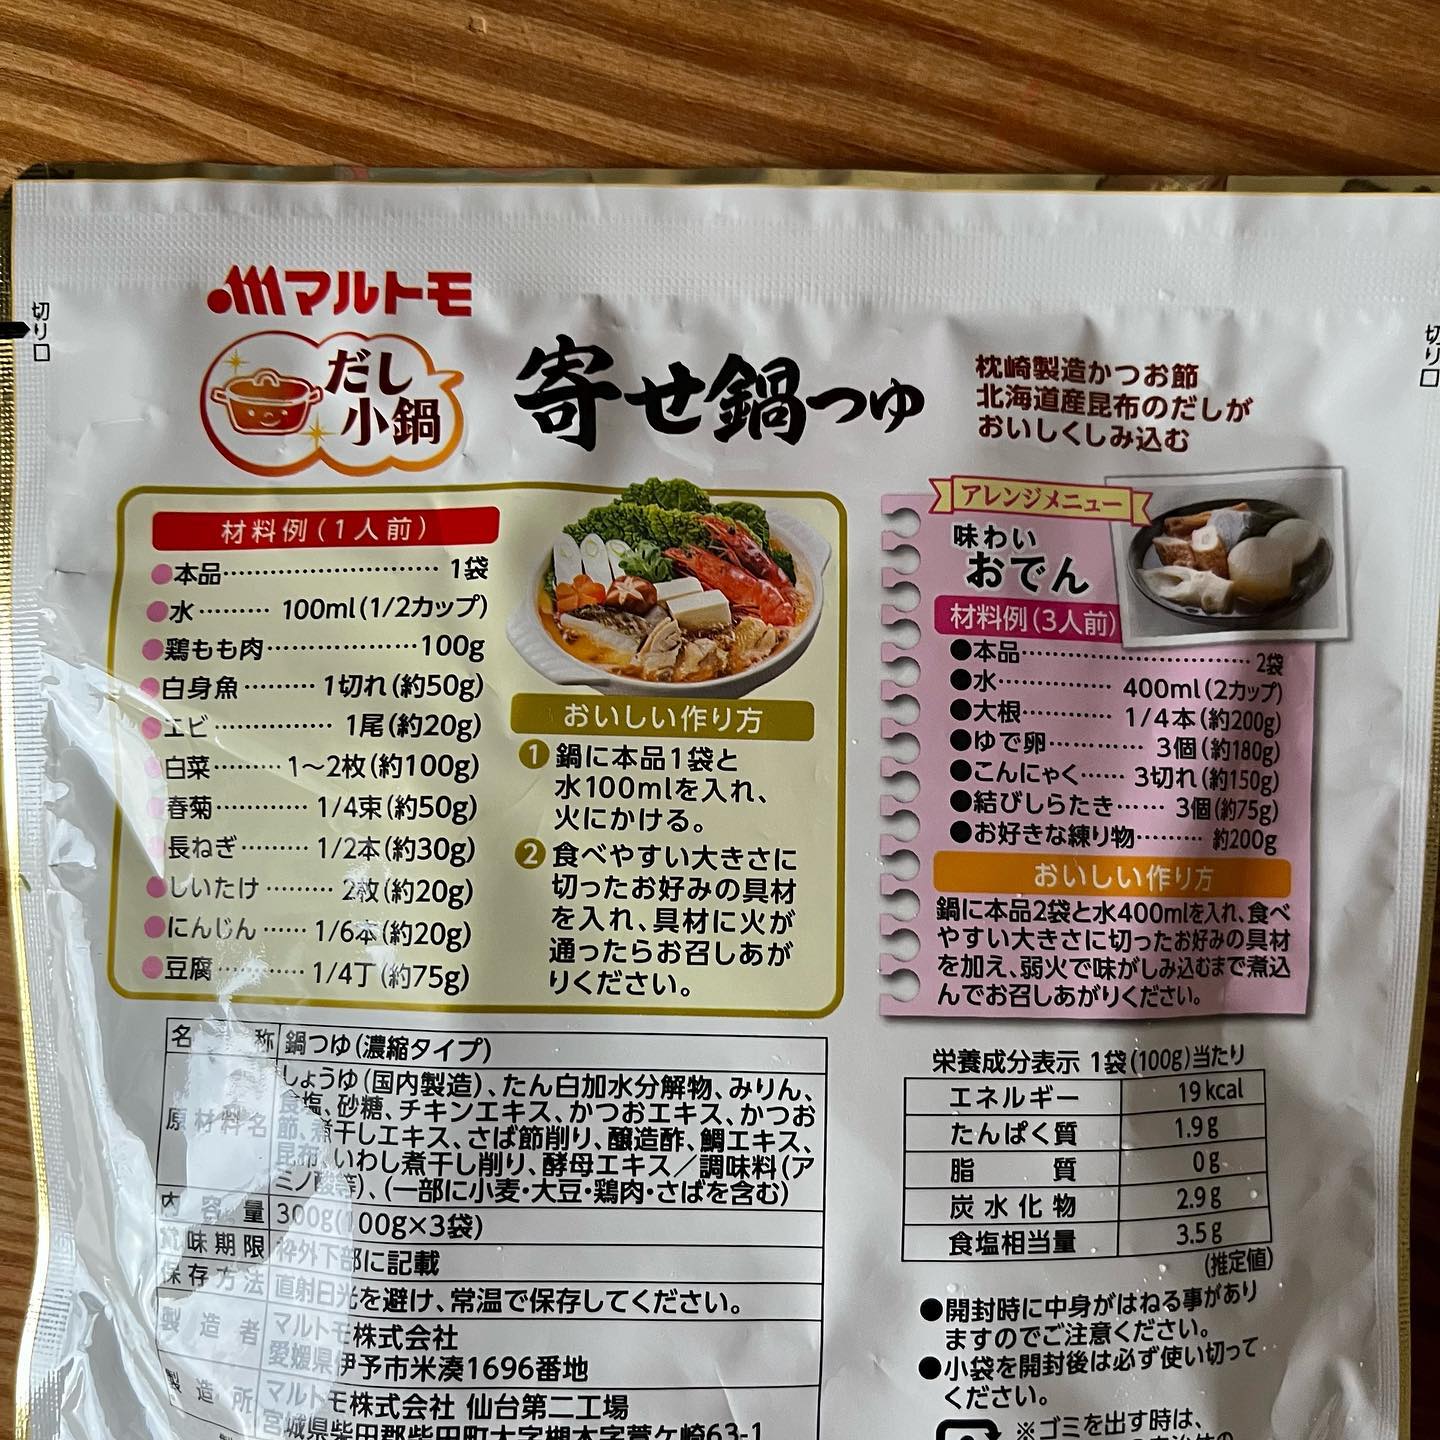 切り口
切り口
マルトモ
だし
小鍋
寄せ鍋つゆ
枕崎製造かつお節
北海道産昆布のだしが
おいしくしみ込む
材料例(1人前)
●本品……………………… 1袋
●水……… 100ml(1/2カップ)
●鶏もも肉………………100g
●白身魚……… 1切れ(約50g)
●エビ…………… 1尾(約20g)
●白菜……… 1〜2枚(約100g)
●春菊………… 1/4束(約50g)
●長ねぎ……… 1/2本(約30g)
●しいたけ……… 2枚(約20g)
●にんじん…… 1/6本(約20g)
●豆腐………… 1/4丁(約75g)
おいしい作り方
1 鍋に本品1袋と
水100mlを入れ、
火にかける。
2 食べやすい大きさに
切ったお好みの具材
を入れ、具材に火が
通ったらお召しあが
りください。
アレンジメニュー
味わい
おでん
材料例(3人前)
●本品……………………… 2袋
●水…………… 400ml(2カップ)
●大根………… 1/4本(約200g)
●ゆで卵………… 3個(約180g)
●こんにゃく…… 3切れ(約150g)
●結びしらたき…… 3個(約75g)
●お好きな練り物……… 約200g
おいしい作り方
鍋に本品2袋と水400mlを入れ、食べ
やすい大きさに切ったお好みの具材
を加え、弱火で味がしみ込むまで煮込
んでお召しあがりください。
名称 鍋つゆ(濃縮タイプ)
原材料名 しょうゆ(国内製造)、たん白加水分解物、みりん、
食塩、砂糖、チキンエキス、かつおエキス、かつお
節、煮干しエキス、さば節削り、醸造酢、鯛エキス、
昆布、いわし煮干し削り、酵母エキス/調味料(ア
ミノ酸等)、(一部に小麦・大豆・鶏肉・さばを含む)
内容量 300g(100g×3袋)
賞味期限 枠外下部に記載
保存方法 直射日光を避け、常温で保存してください。
製造者 マルトモ株式会社
愛媛県伊予市米湊1696番地
製造所 マルトモ株式会社 仙台第二工場
宮城県柴田郡柴田町大字槻木字菅ケ崎63-1
栄養成分表示 1袋(100g)当たり
エネルギー 19kcal
たんぱく質 1.9g
脂質 0g
炭水化物 2.9g
食塩相当量 3.5g
(推定値)
●開封時に中身がはねる事があり
ますのでご注意ください。
●小袋を開封後は必ず使い切って
ください。
※ゴミを出す時は、